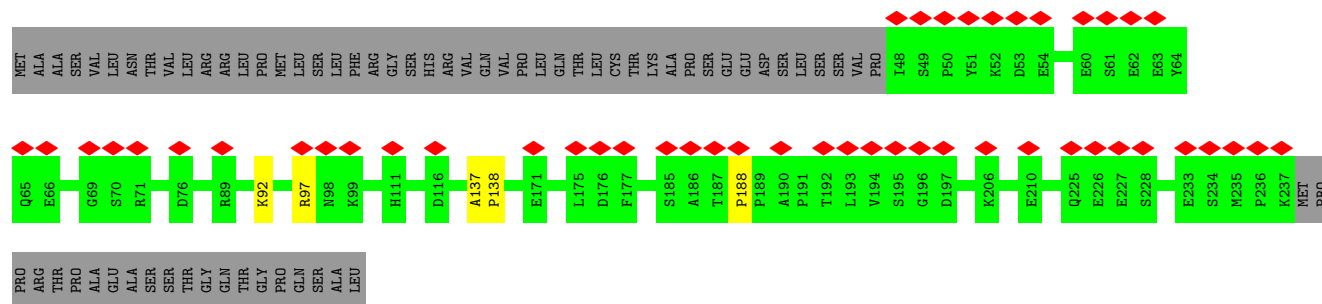 MET ALA ALA SER VAL LEU ASN THR VAL LEU ARG ARG LEU PRO MET LEU SER LEU PHE ARG GLY SER HIS ARG VAL GLN VAL PRO LEU GLN THR LEU CYS THR LYS ALA PRO SER GLU GLU ASP SER LEU SER SER VAL PRO I48 S49 P50 Y51 K52 D53 E54 E60 S61 E62 E63 Y64
Q65 E66 G69 S70 R71 D76 R89 K92 R97 N98 K99 H111 D116 A137 P138 E171 L175 D176 F177 S185 A186 T187 P188 P189 A190 P191 T192 L193 V194 S195 G196 D197 K206 E210 Q225 E226 E227 S228 E233 S234 M235 P236 K237 MET PRO
PRO ARG THR PRO ALA GLU ALA SER SER THR GLY GLN THR GLY PRO GLN SER ALA LEU